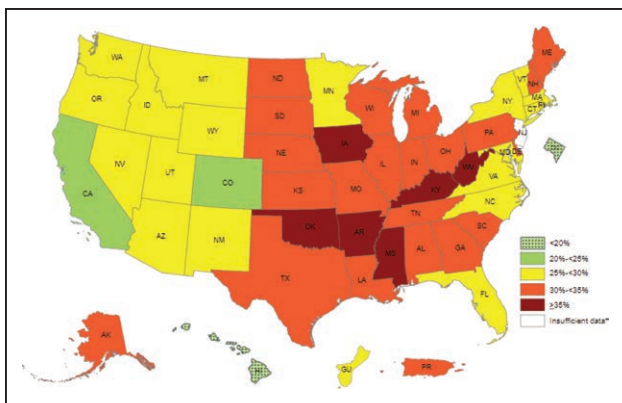 WA
MT
ND
ME
MN
VT
NH
OR
ID
SD
WI
MI
NY
MA
CT
RI
WY
IA
NE
PA
NJ
NV
UT
CO
IL
IN
OH
MD
DE
WV
VA
CA
KS
MO
KY
NC
AZ
NM
OK
AR
TN
SC
MS
AL
GA
TX
LA
FL
<20%
20%-<25%
25%-<30%
30%-<35%
≥35%
Insufficient data*
AK
HI
GU
PR